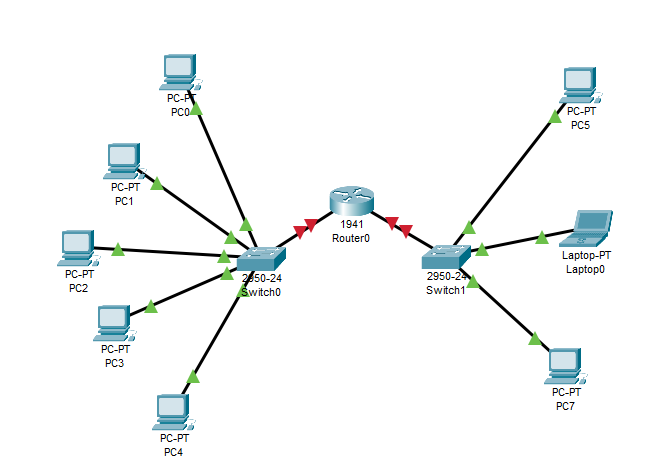 PC-PT
PC0
PC-PT
PC1
PC-PT
PC2
PC-PT
PC3
PC-PT
PC4
2950-24
Switch0
1941
Router0
2950-24
Switch1
PC-PT
PC5
Laptop-PT
Laptop0
PC-PT
PC7